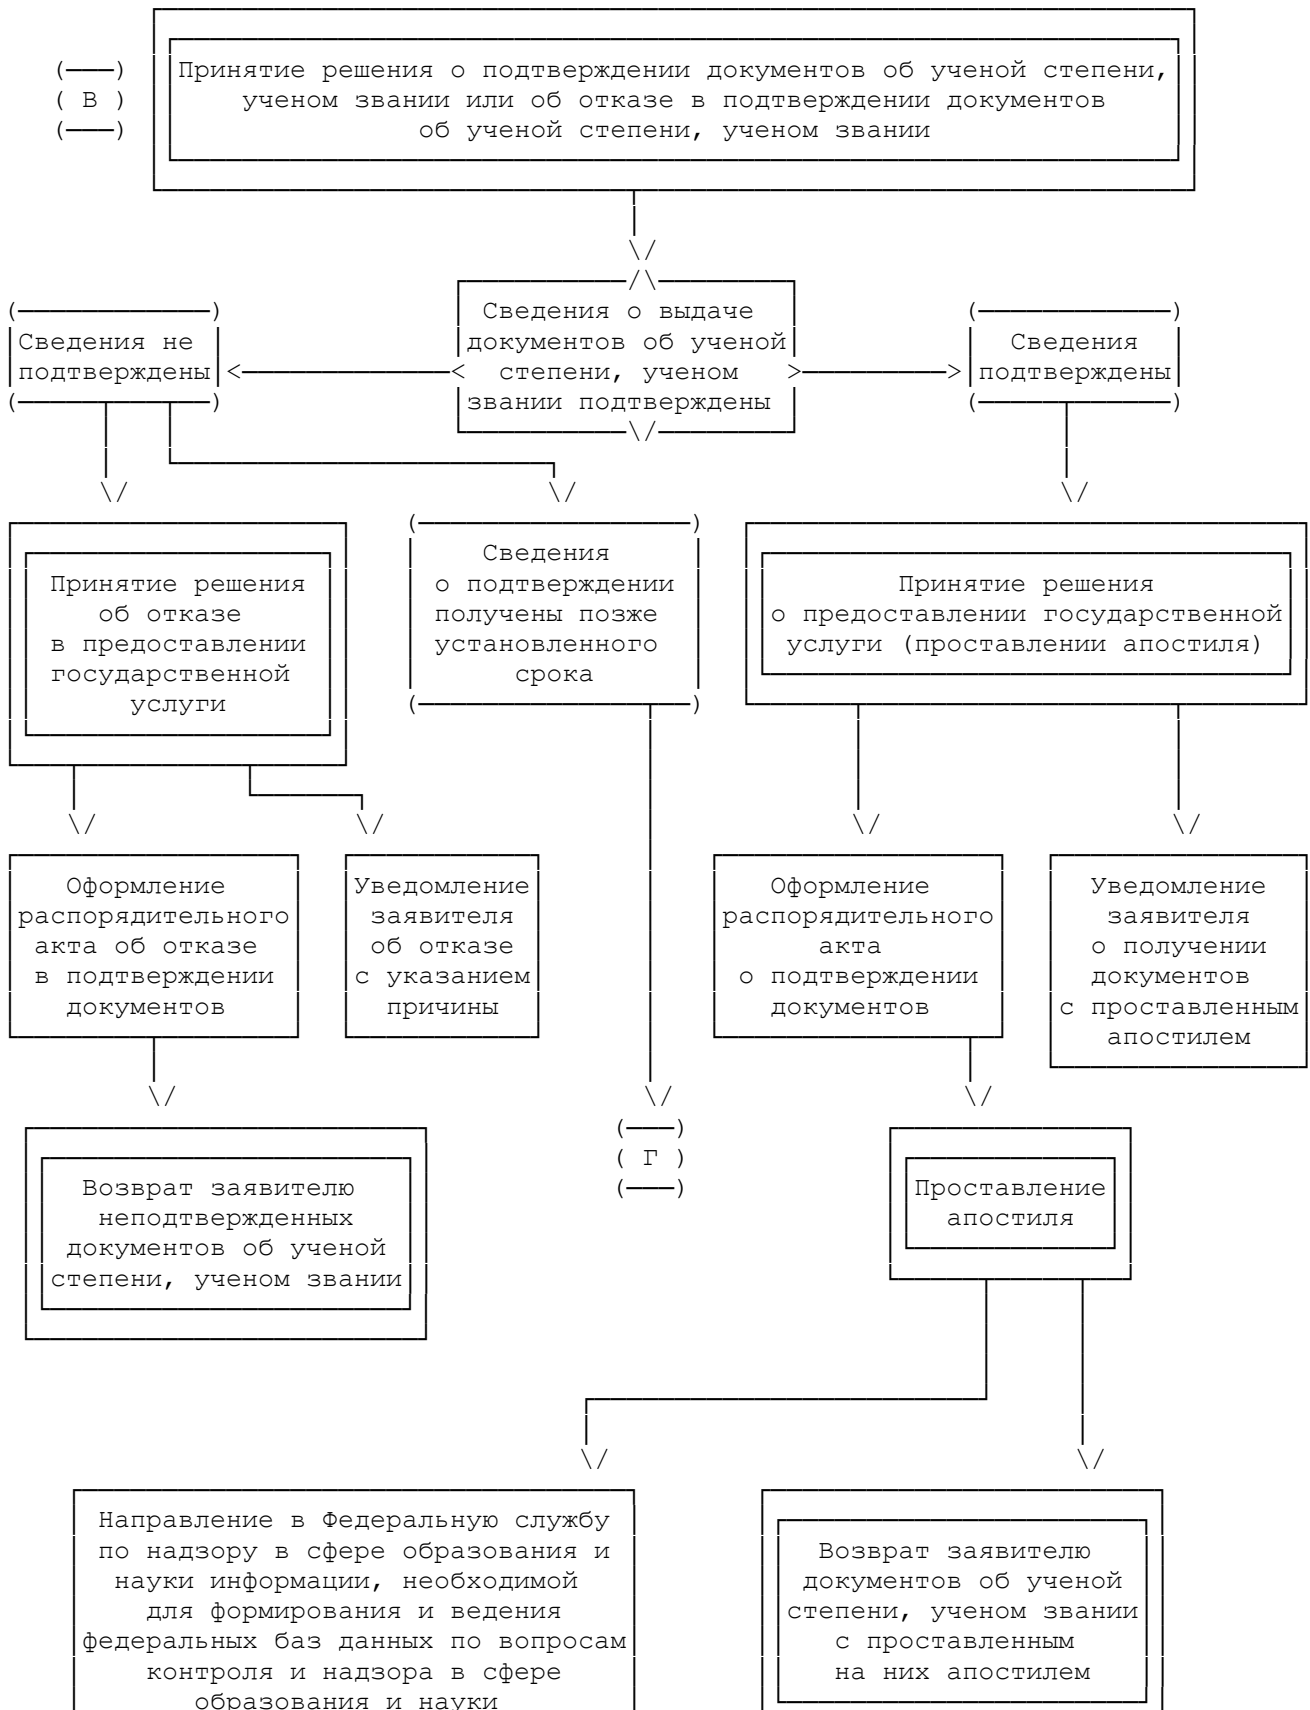 ( В )
Принятие решения о подтверждении документов об ученой степени,
ученом звании или об отказе в подтверждении документов
об ученой степени, ученом звании
Сведения не
подтверждены
Сведения о выдаче
документов об ученой
степени, ученом
звании подтверждены
Сведения
подтверждены
Принятие решения
об отказе
в предоставлении
государственной
услуги
Сведения
о подтверждении
получены позже
установленного
срока
Принятие решения
о предоставлении государственной
услуги (проставлении апостиля)
Оформление
распорядительного
акта об отказе
в подтверждении
документов
Уведомление
заявителя
об отказе
с указанием
причины
Оформление
распорядительного
акта
о подтверждении
документов
Уведомление
заявителя
о получении
документов
с проставленным
апостилем
Возврат заявителю
неподтвержденных
документов об ученой
степени, ученом звании
( Г )
Проставление
апостиля
Направление в Федеральную службу
по надзору в сфере образования и
науки информации, необходимой
для формирования и ведения
федеральных баз данных по вопросам
контроля и надзора в сфере
образования и науки
Возврат заявителю
документов об ученой
степени, ученом звании
с проставленным
на них апостилем